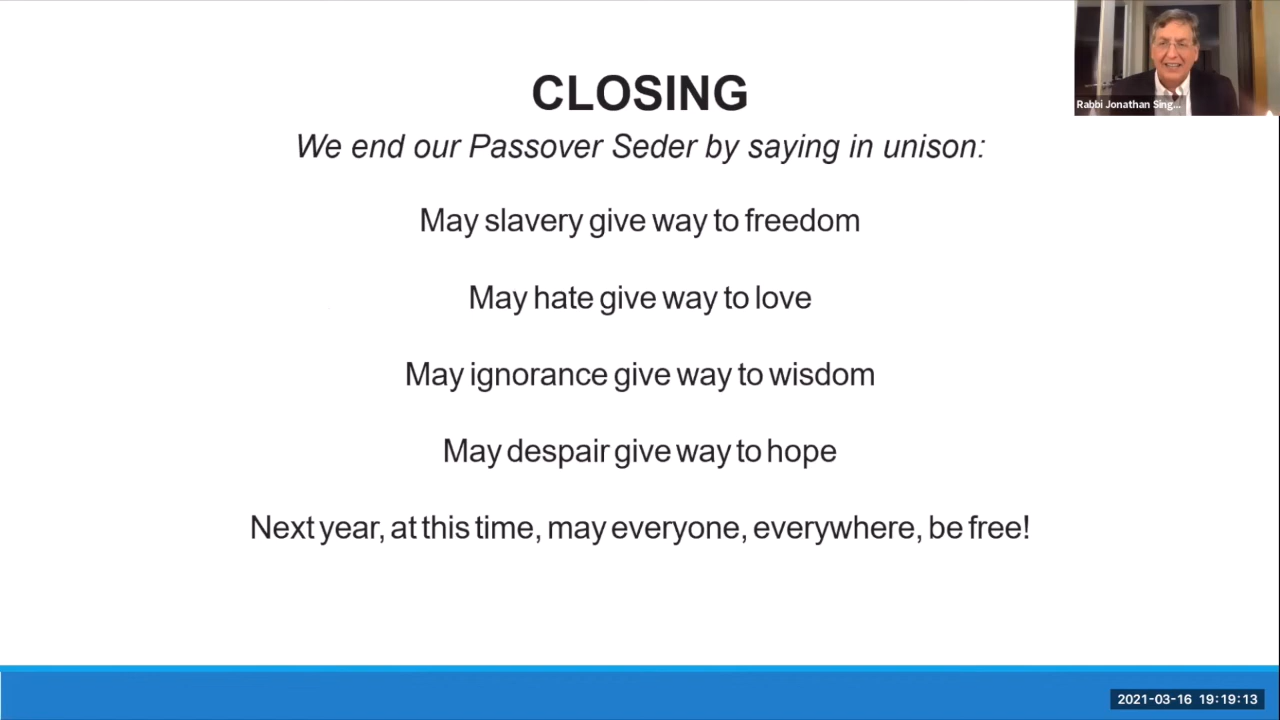 CLOSING
We end our Passover Seder by saying in unison:
May slavery give way to freedom
May hate give way to love
May ignorance give way to wisdom
May despair give way to hope
Next year, at this time, may everyone, everywhere, be free!
Rabbi Jonathan Sing...
2021-03-16 19:19:13